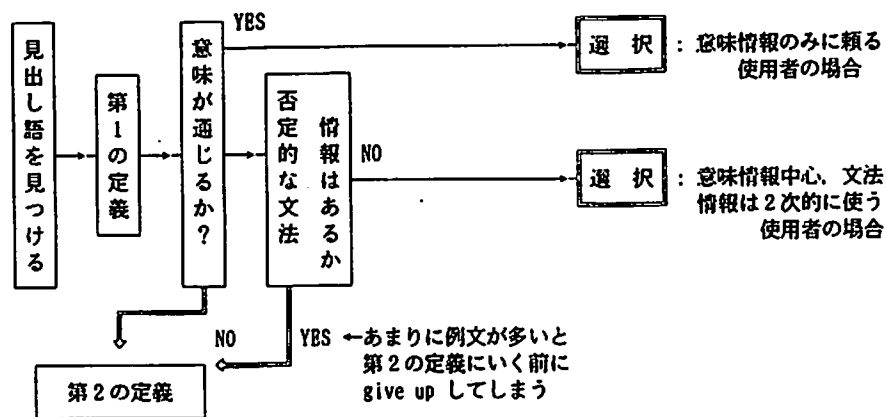 見出し語を見つける
第1の定義
意味が通じるか?
YES
選 択
: 意味情報のみに頼る
使用者の場合
否定的な文法
情報はあるか
NO
選 択
: 意味情報中心、文法
情報は2次的に使う
使用者の場合
NO
YES ←あまりに例文が多いと
第2の定義にいく前に
give up してしまう
第2の定義